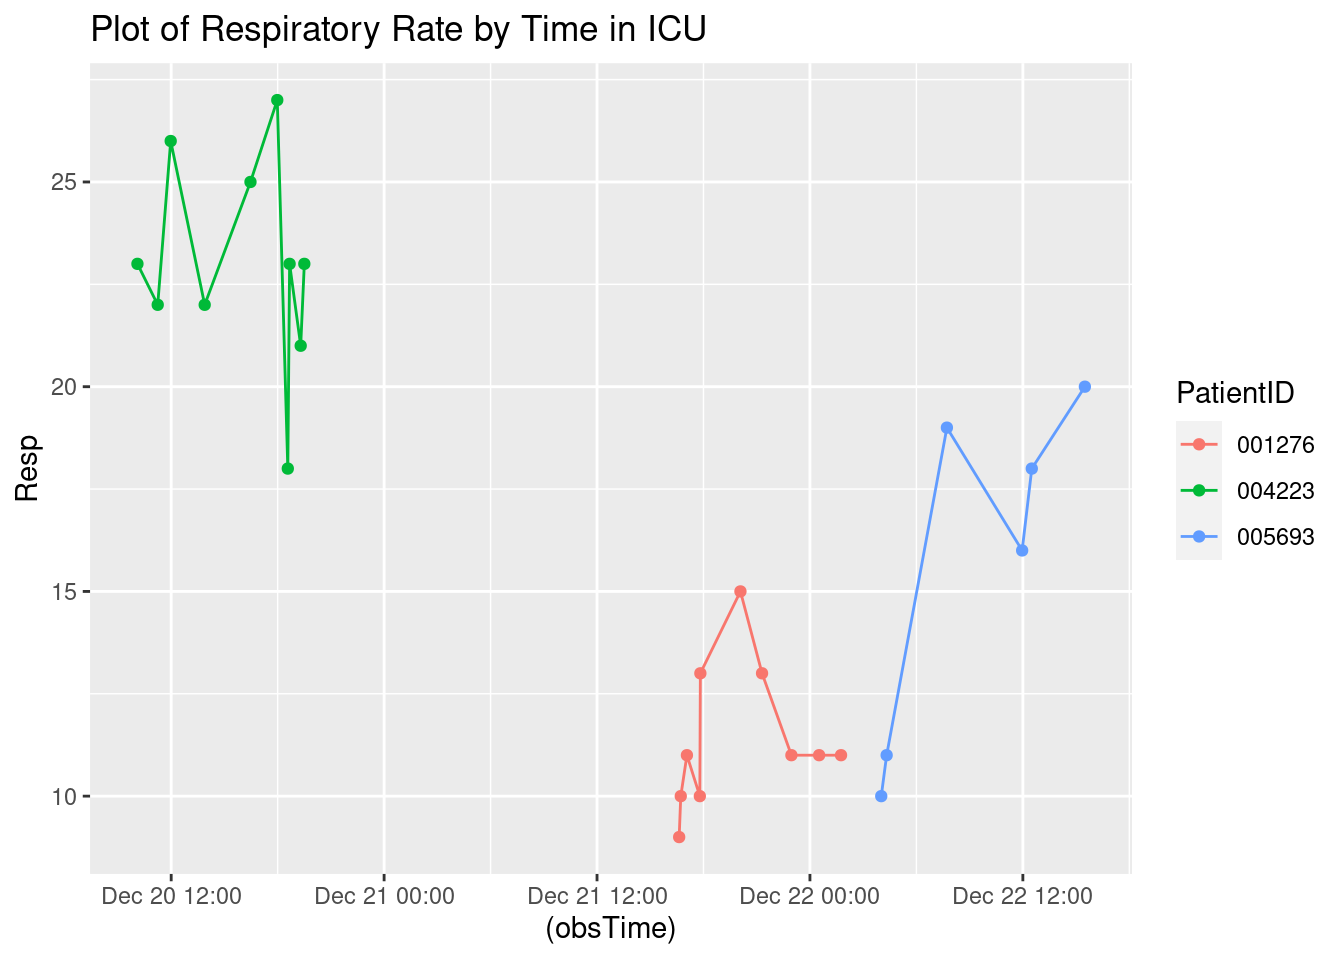 Plot of Respiratory Rate by Time in ICU
25
20
15
10
Resp
Dec 20 12:00
Dec 21 00:00
Dec 21 12:00
Dec 22 00:00
Dec 22 12:00
(obsTime)
PatientID
001276
004223
005693